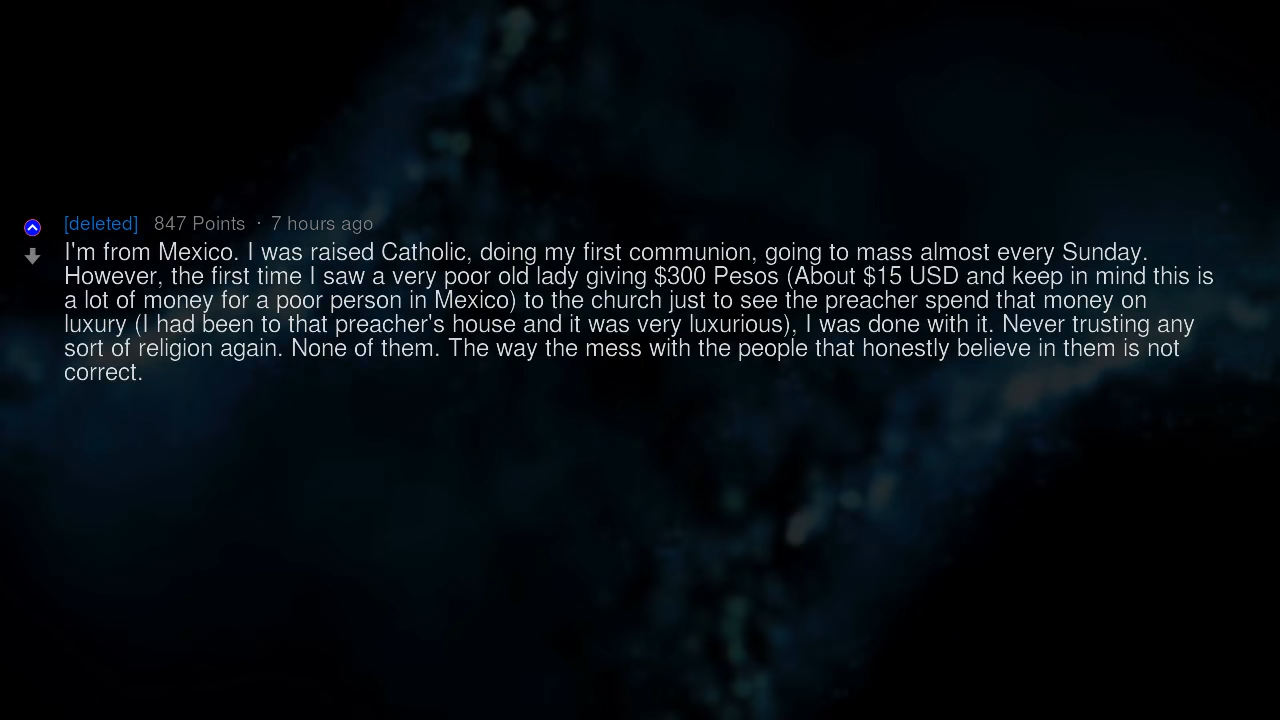 [deleted] 847 Points · 7 hours ago
I'm from Mexico. I was raised Catholic, doing my first communion, going to mass almost every Sunday.
However, the first time I saw a very poor old lady giving $300 Pesos (About $15 USD and keep in mind this is
a lot of money for a poor person in Mexico) to the church just to see the preacher spend that money on
luxury (I had been to that preacher's house and it was very luxurious), I was done with it. Never trusting any
sort of religion again. None of them. The way the mess with the people that honestly believe in them is not
correct.